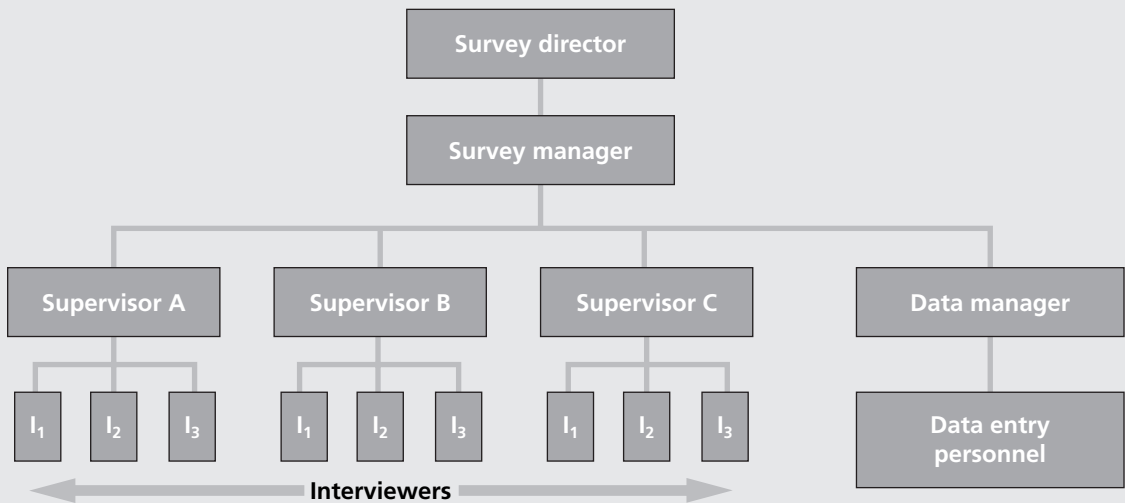 Survey director
Survey manager
Supervisor A
Supervisor B
Supervisor C
Data manager
I₁
I₂
I₃
I₁
I₂
I₃
I₁
I₂
I₃
Data entry
personnel
Interviewers